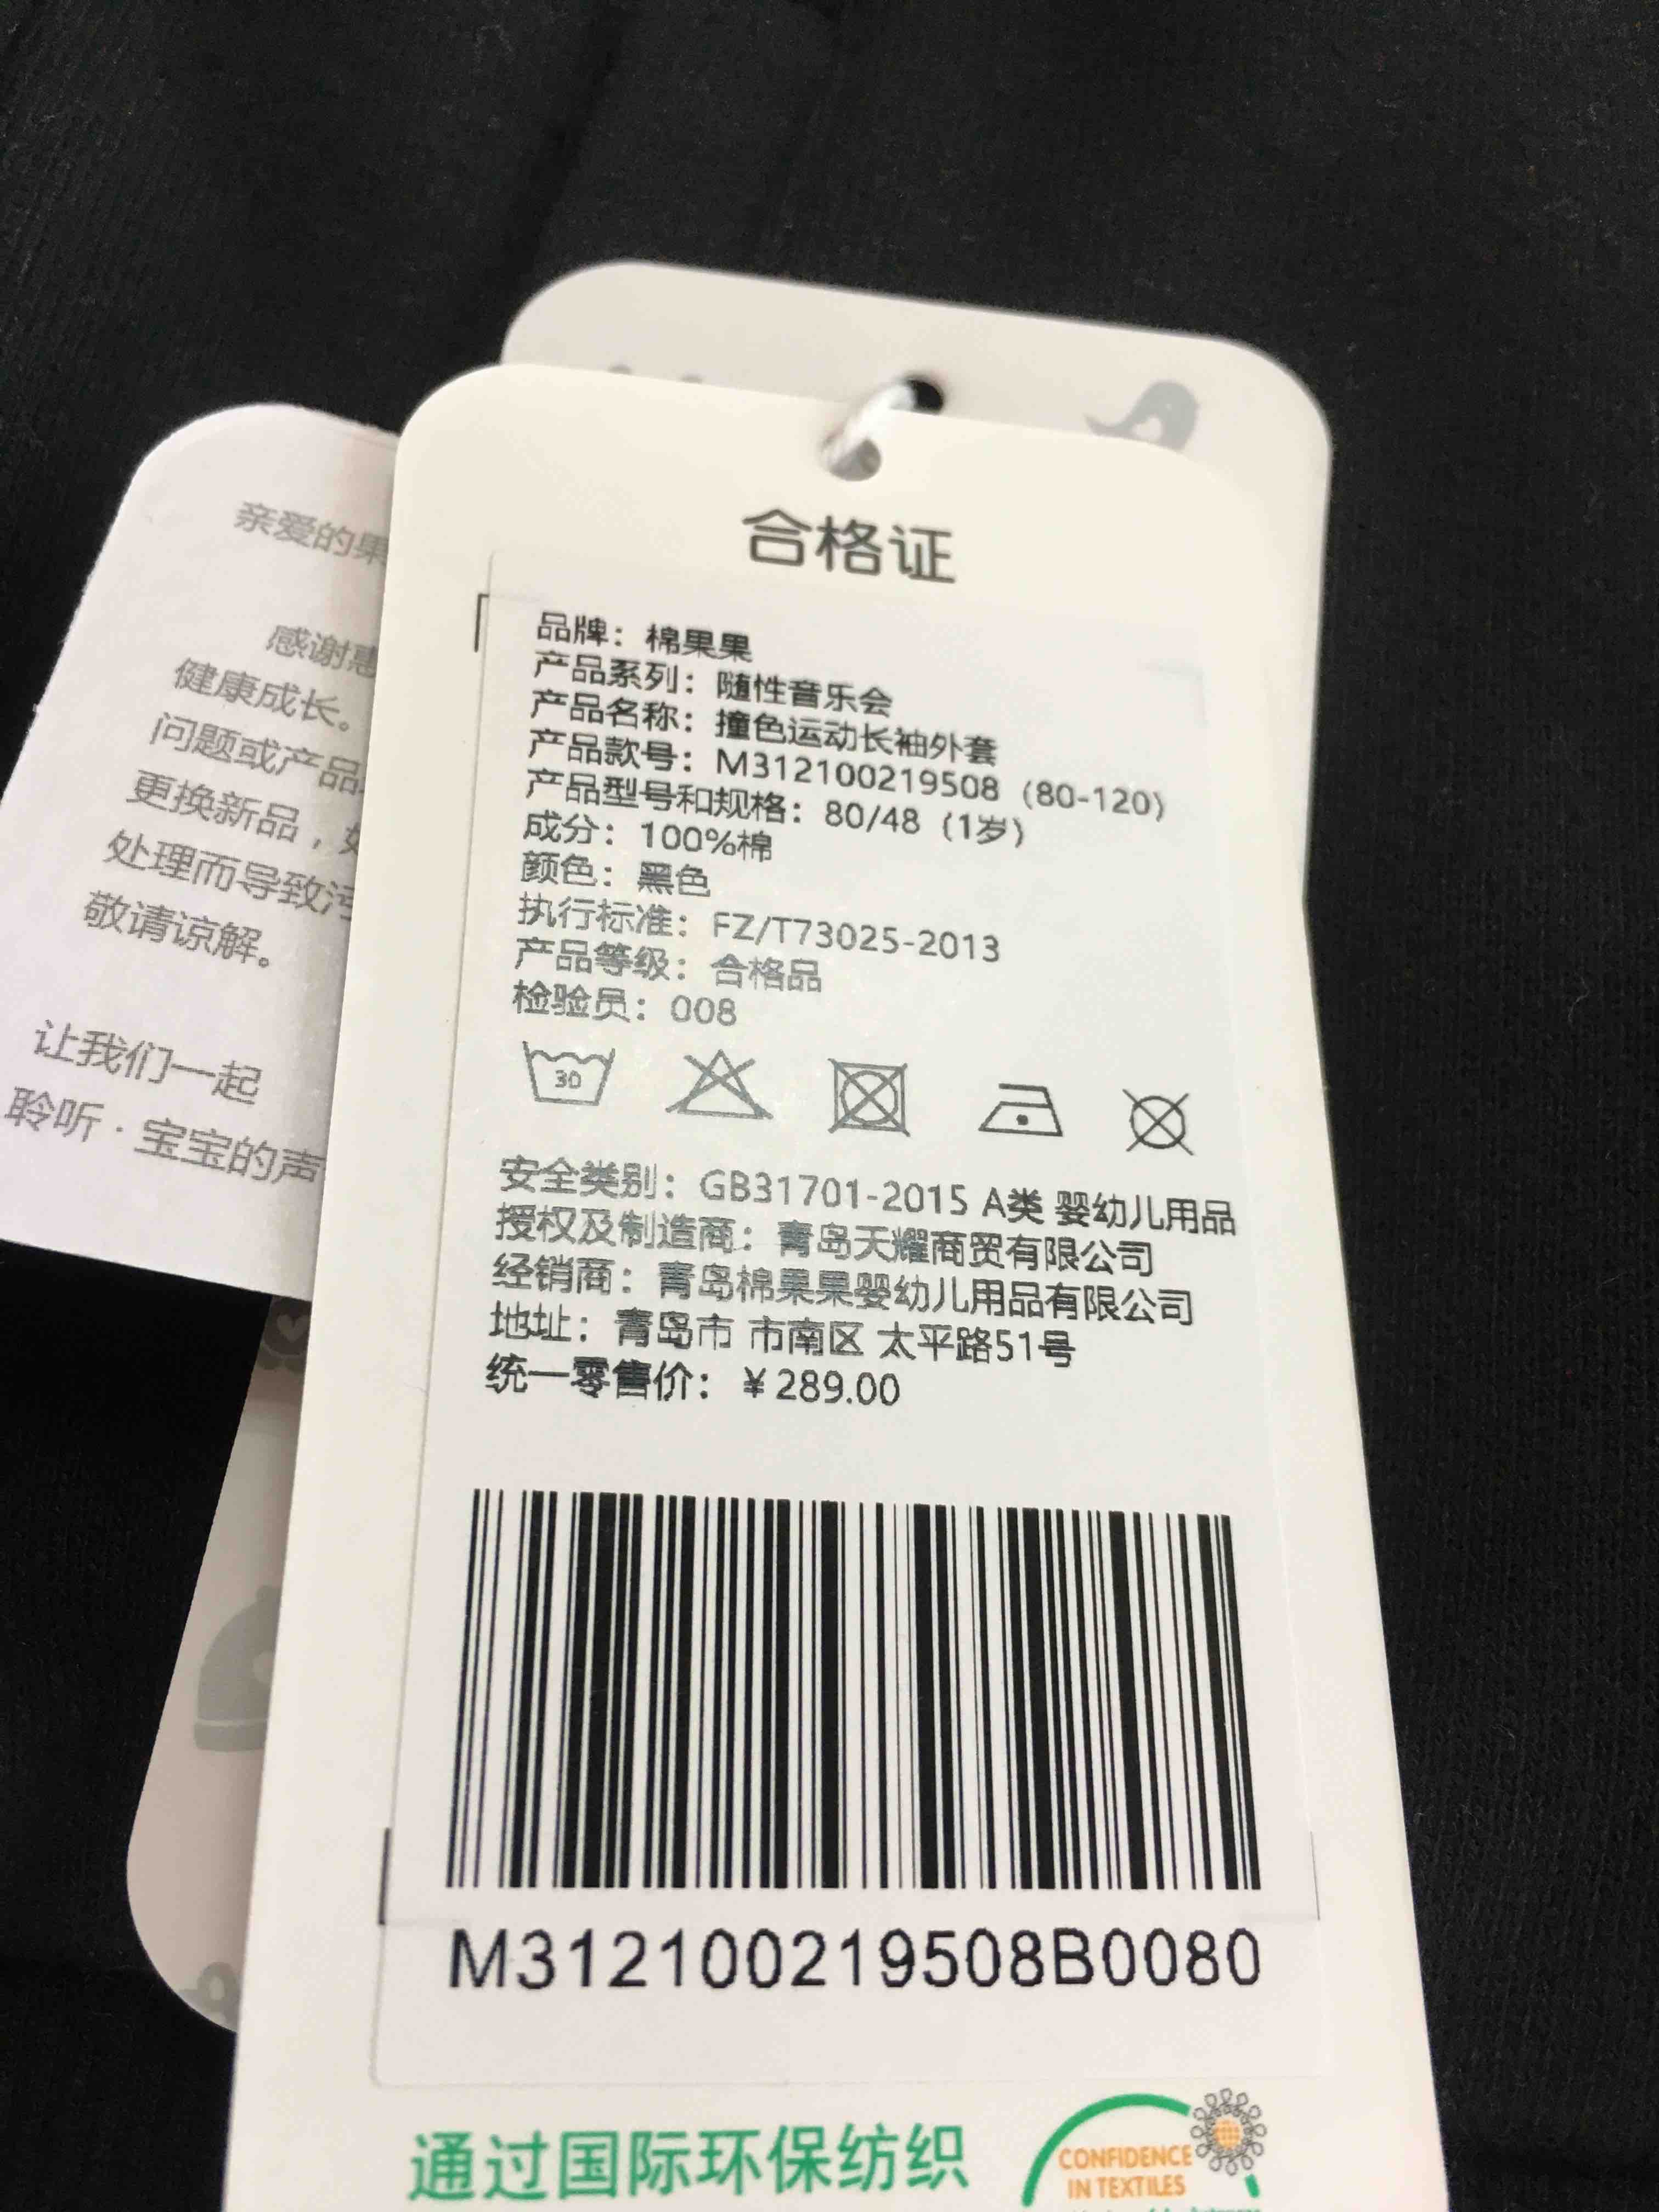 合格证
品牌：棉果果
产品系列：随性音乐会
产品名称：撞色运动长袖外套
产品款号：M312100219508（80-120）
产品型号和规格：80/48（1岁）
成分：100%棉
颜色：黑色
执行标准：FZ/T73025-2013
产品等级：合格品
检验员：008
30
安全类别：GB31701-2015 A类 婴幼儿用品
授权及制造商：青岛天耀商贸有限公司
经销商：青岛棉果果婴幼儿用品有限公司
地址：青岛市 市南区 太平路51号
统一零售价：￥289.00
M312100219508B0080
通过国际环保纺织
CONFIDENCE
IN TEXTILES
亲爱的果
感谢惠
健康成长。
问题或产品
更换新品，
处理而导致污
敬请谅解。
让我们一起
聆听·宝宝的声